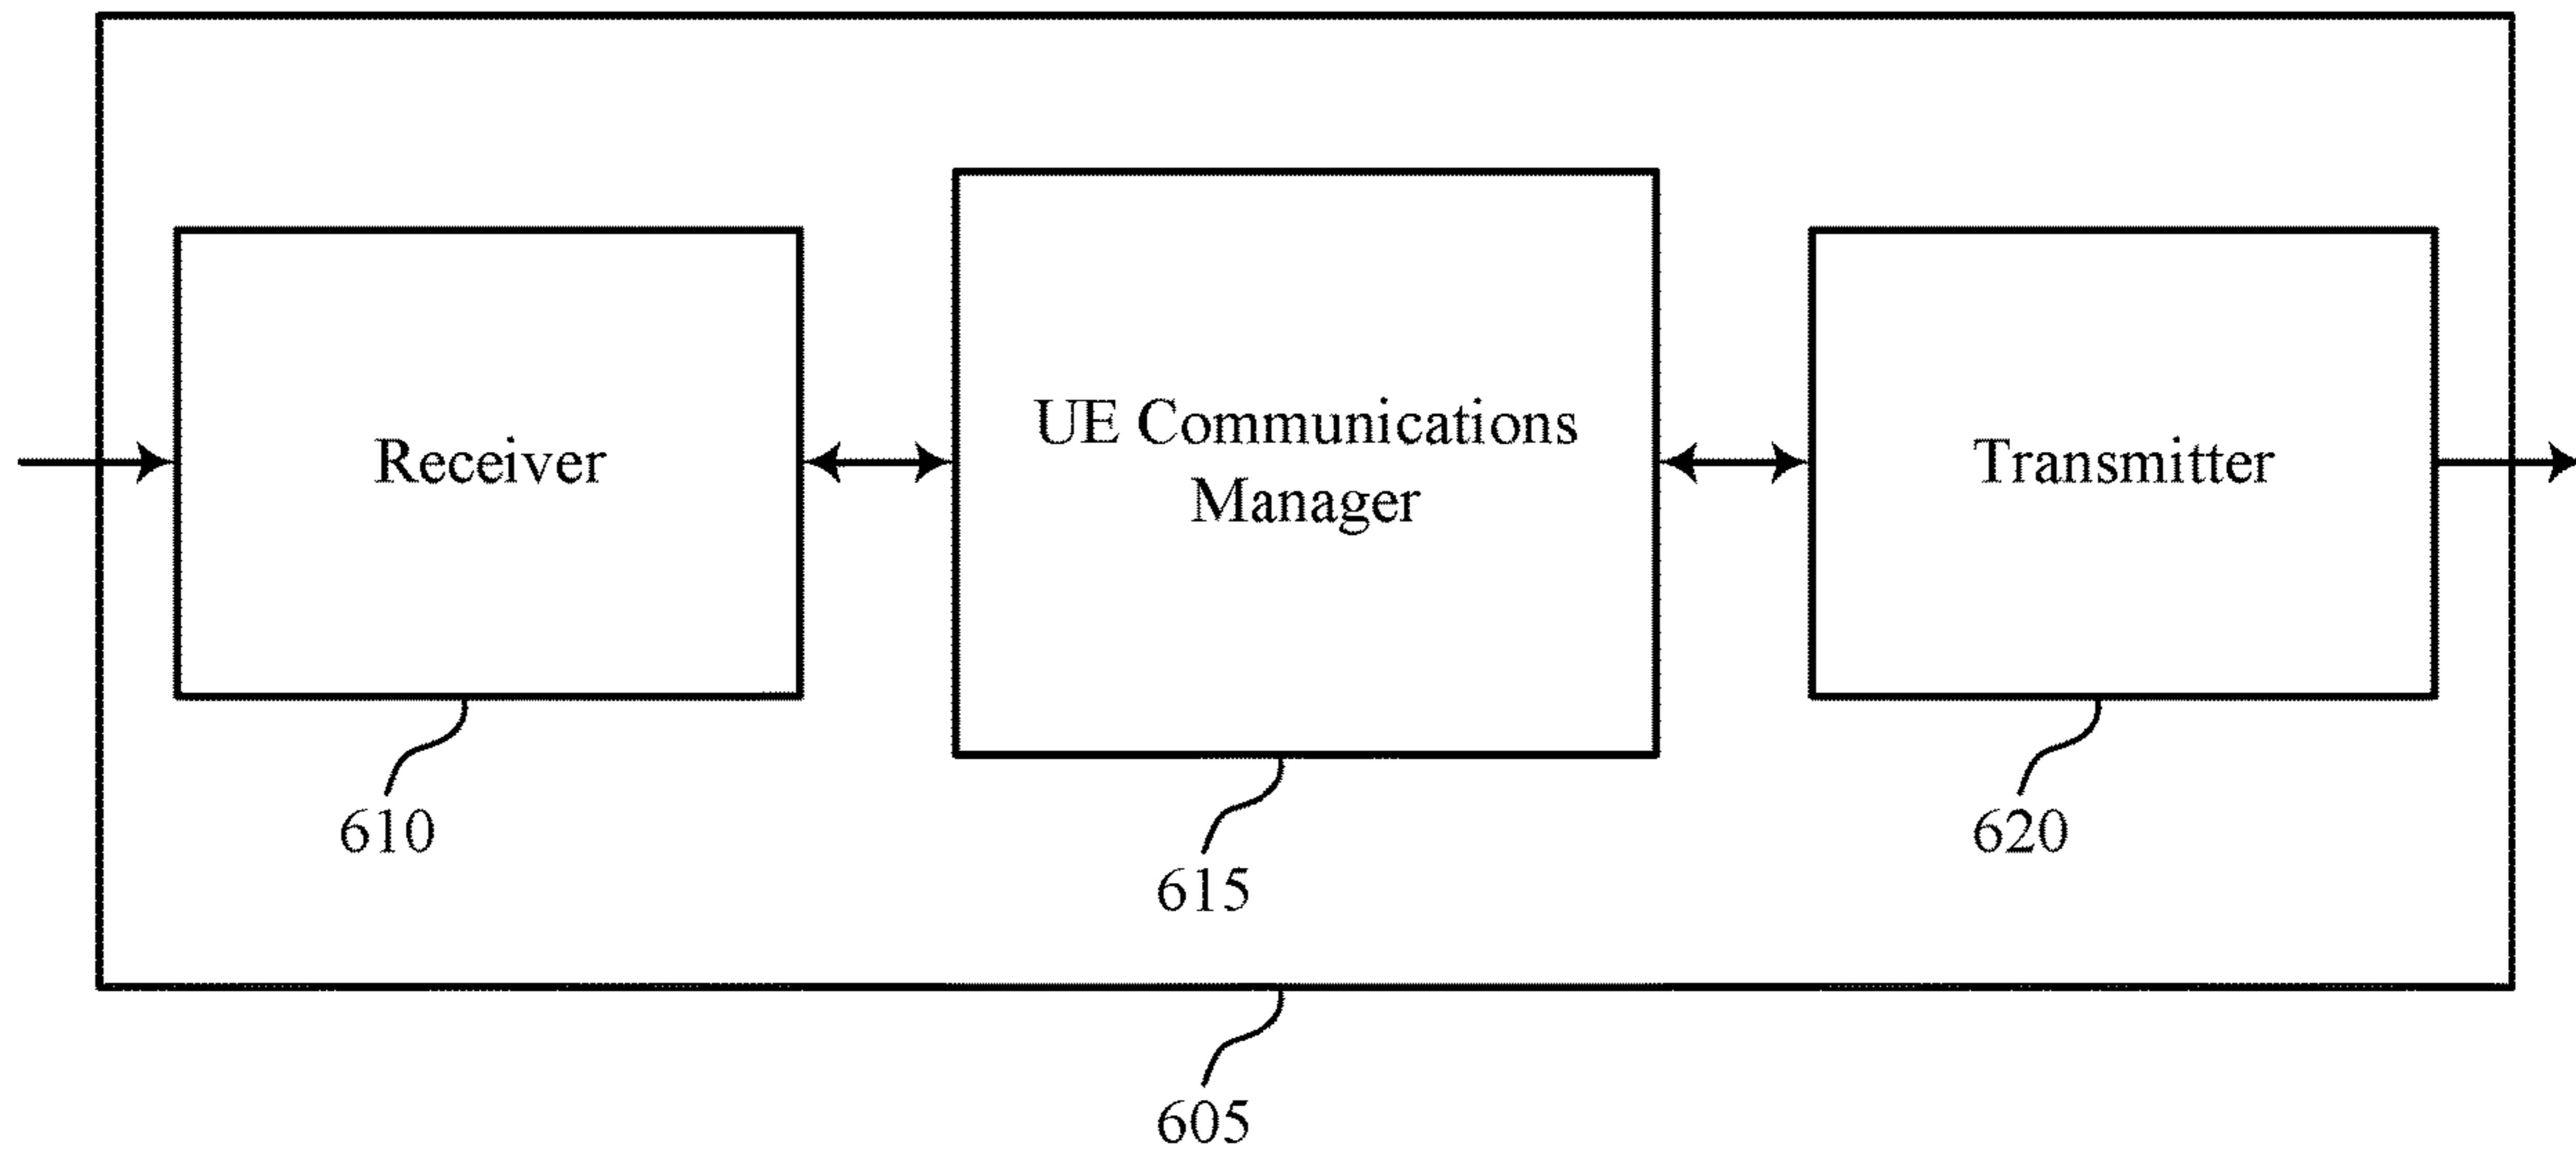 Receiver
UE Communications
Manager
Transmitter
610
615
620
605